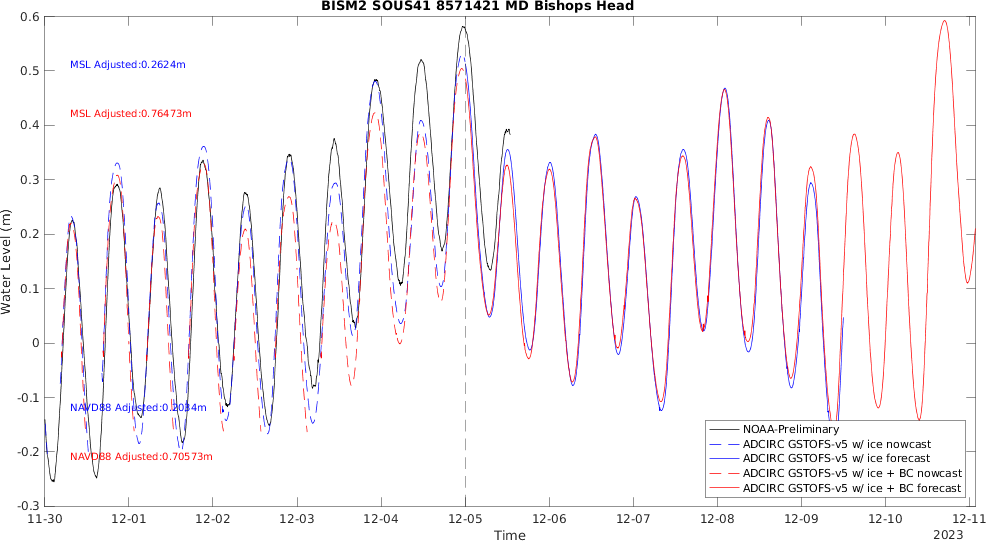 BISM2 SOUS41 8571421 MD Bishops Head
0.6
0.5
0.4
0.3
0.2
0.1
0
-0.1
-0.2
-0.3
Water Level (m)
MSL Adjusted:0.2624m
MSL Adjusted:0.76473m
NAVD88 Adjusted:0.2034m
NAVD88 Adjusted:0.70573m
NOAA-Preliminary
ADCIRC GSTOFS-v5 w/ ice nowcast
ADCIRC GSTOFS-v5 w/ ice forecast
ADCIRC GSTOFS-v5 w/ ice + BC nowcast
ADCIRC GSTOFS-v5 w/ ice + BC forecast
11-30 12-01 12-02 12-03 12-04 12-05 12-06 12-07 12-08 12-09 12-10 12-11
Time
2023